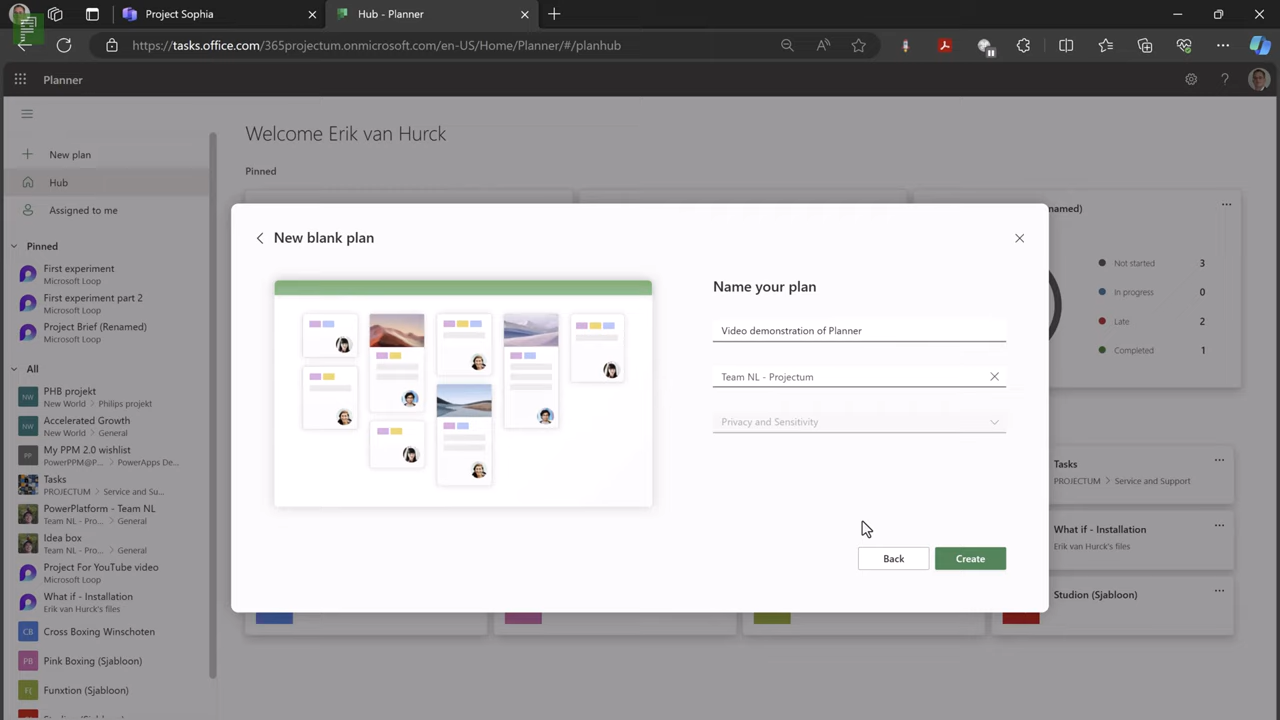 Project Sophia
Hub - Planner
https://tasks.office.com/365projectum.onmicrosoft.com/en-US/Home/Planner/#/planhub
Planner
New plan
Hub
Assigned to me
Pinned
First experiment
Microsoft Loop
First experiment part 2
Microsoft Loop
Project Brief (Renamed)
Microsoft Loop
All
NW
PHB projekt
New World > Philips projekt
NW
Accelerated Growth
New World > General
PP
My PPM 2.0 wishlist
PowerPPM@P... > PowerApps De...
Tasks
PROJECTUM > Service and Su...
PowerPlatform - Team NL
Team NL - Pro... > General
Idea box
Team NL - Pro... > General
Project For YouTube video
Microsoft Loop
What if - Installation
Erik van Hurck's files
CB
Cross Boxing Winschoten
PB
Pink Boxing (Sjabloon)
F(
Funxtion (Sjabloon)
Welcome Erik van Hurck
Pinned
amed)
Not started 3
In progress 0
Late 2
Completed 1
New blank plan
Name your plan
Video demonstration of Planner
Team NL - Projectum
Privacy and Sensitivity
Back
Create
Tasks
PROJECTUM > Service and Support
What if - Installation
Erik van Hurck's files
Studion (Sjabloon)